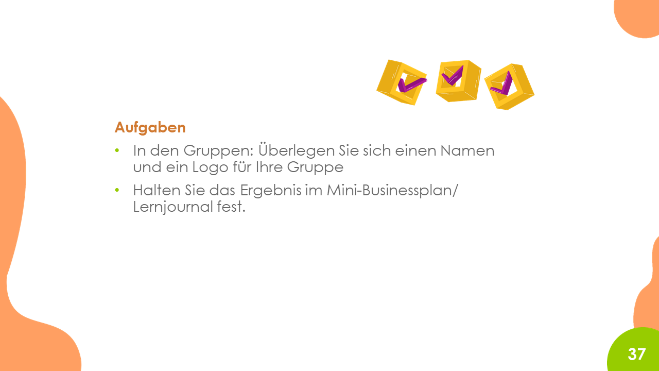 Aufgaben
• In den Gruppen: Überlegen Sie sich einen Namen
und ein Logo für Ihre Gruppe
• Halten Sie das Ergebnis im Mini-Businessplan/
Lernjournal fest.
37